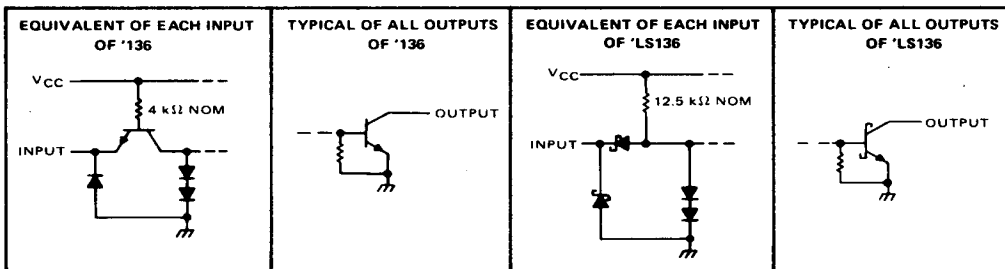 EQUIVALENT OF EACH INPUT
OF '136
VCC
4 kΩ NOM
INPUT
TYPICAL OF ALL OUTPUTS
OF '136
OUTPUT
EQUIVALENT OF EACH INPUT
OF 'LS136
VCC
12.5 kΩ NOM
INPUT
TYPICAL OF ALL OUTPUTS
OF 'LS136
OUTPUT